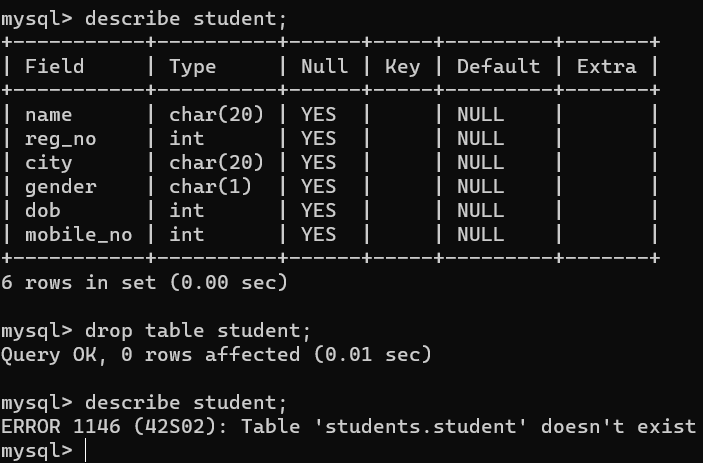 mysql> describe student;
+-----------+----------+------+-----+---------+-------+
| Field     | Type     | Null | Key | Default | Extra |
+-----------+----------+------+-----+---------+-------+
| name      | char(20) | YES  |     | NULL    |       |
| reg_no    | int      | YES  |     | NULL    |       |
| city      | char(20) | YES  |     | NULL    |       |
| gender    | char(1)  | YES  |     | NULL    |       |
| dob       | int      | YES  |     | NULL    |       |
| mobile_no | int      | YES  |     | NULL    |       |
+-----------+----------+------+-----+---------+-------+
6 rows in set (0.00 sec)
mysql> drop table student;
Query OK, 0 rows affected (0.01 sec)
mysql> describe student;
ERROR 1146 (42S02): Table 'students.student' doesn't exist
mysql>